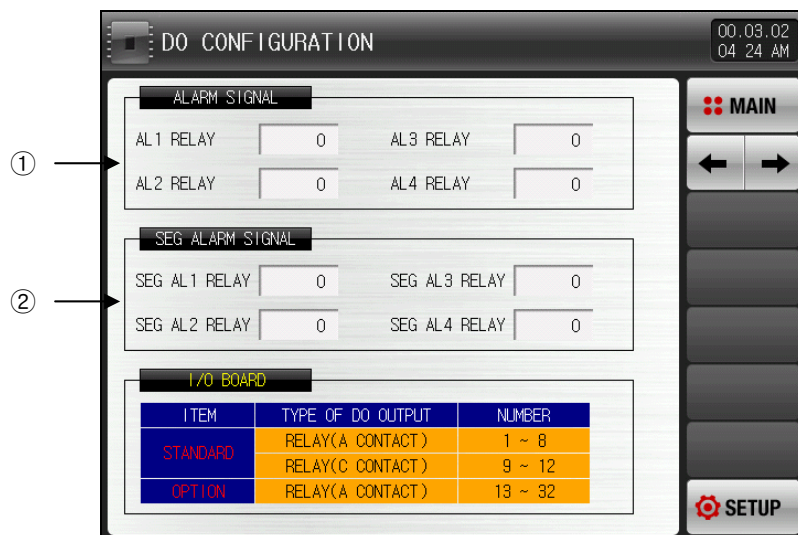 DO CONFIGURATION
00.03.02
04 24 AM
ALARM SIGNAL
AL1 RELAY 0 AL3 RELAY 0
AL2 RELAY 0 AL4 RELAY 0
①
SEG ALARM SIGNAL
SEG AL1 RELAY 0 SEG AL3 RELAY 0
SEG AL2 RELAY 0 SEG AL4 RELAY 0
②
I/O BOARD
ITEM TYPE OF DO OUTPUT NUMBER
STANDARD RELAY(A CONTACT) 1 ~ 8
RELAY(C CONTACT) 9 ~ 12
OPTION RELAY(A CONTACT) 13 ~ 32
MAIN
SETUP